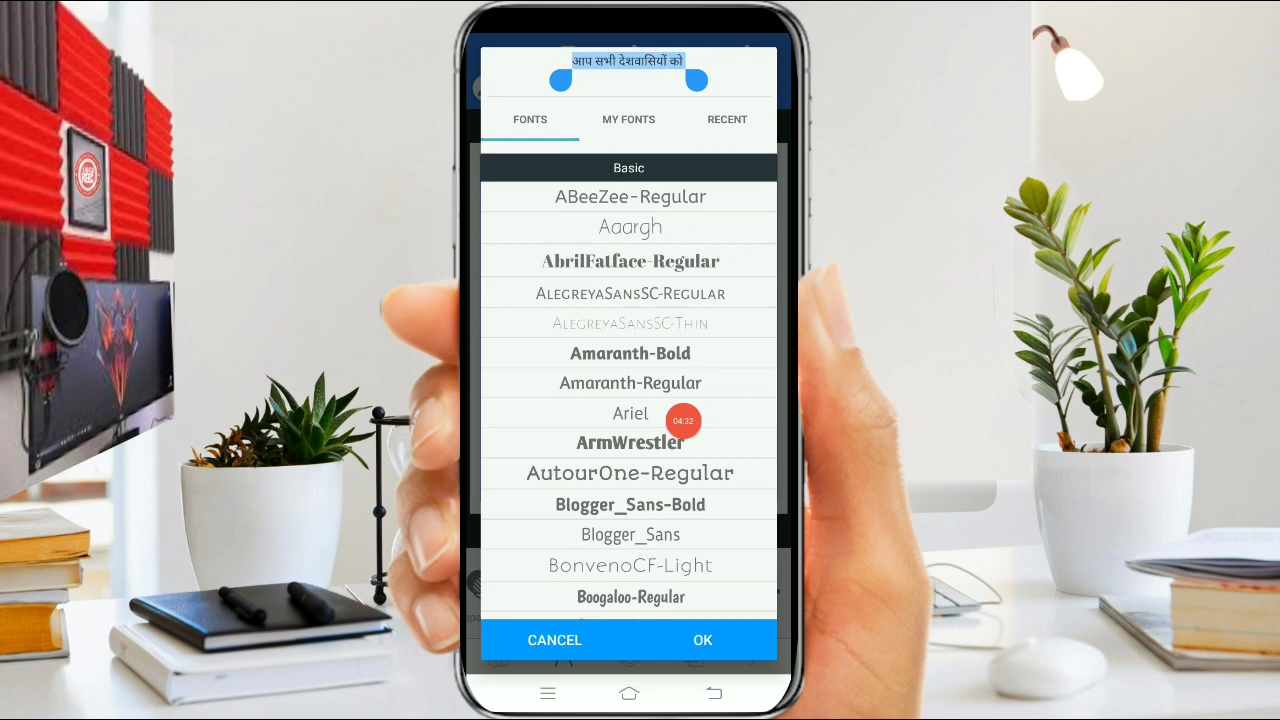 आप सभी देशवासियों को
FONTS
MY FONTS
RECENT
Basic
ABeeZee-Regular
Aaargh
AbrilFatface-Regular
AlegreyaSansSC-Regular
AlegreyaSansSC-Thin
Amaranth-Bold
Amaranth-Regular
Ariel
04:32
ArmWrestler
AutourOne-Regular
Blogger_Sans-Bold
Blogger_Sans
BonvenoCF-Light
Boogaloo-Regular
CANCEL
OK